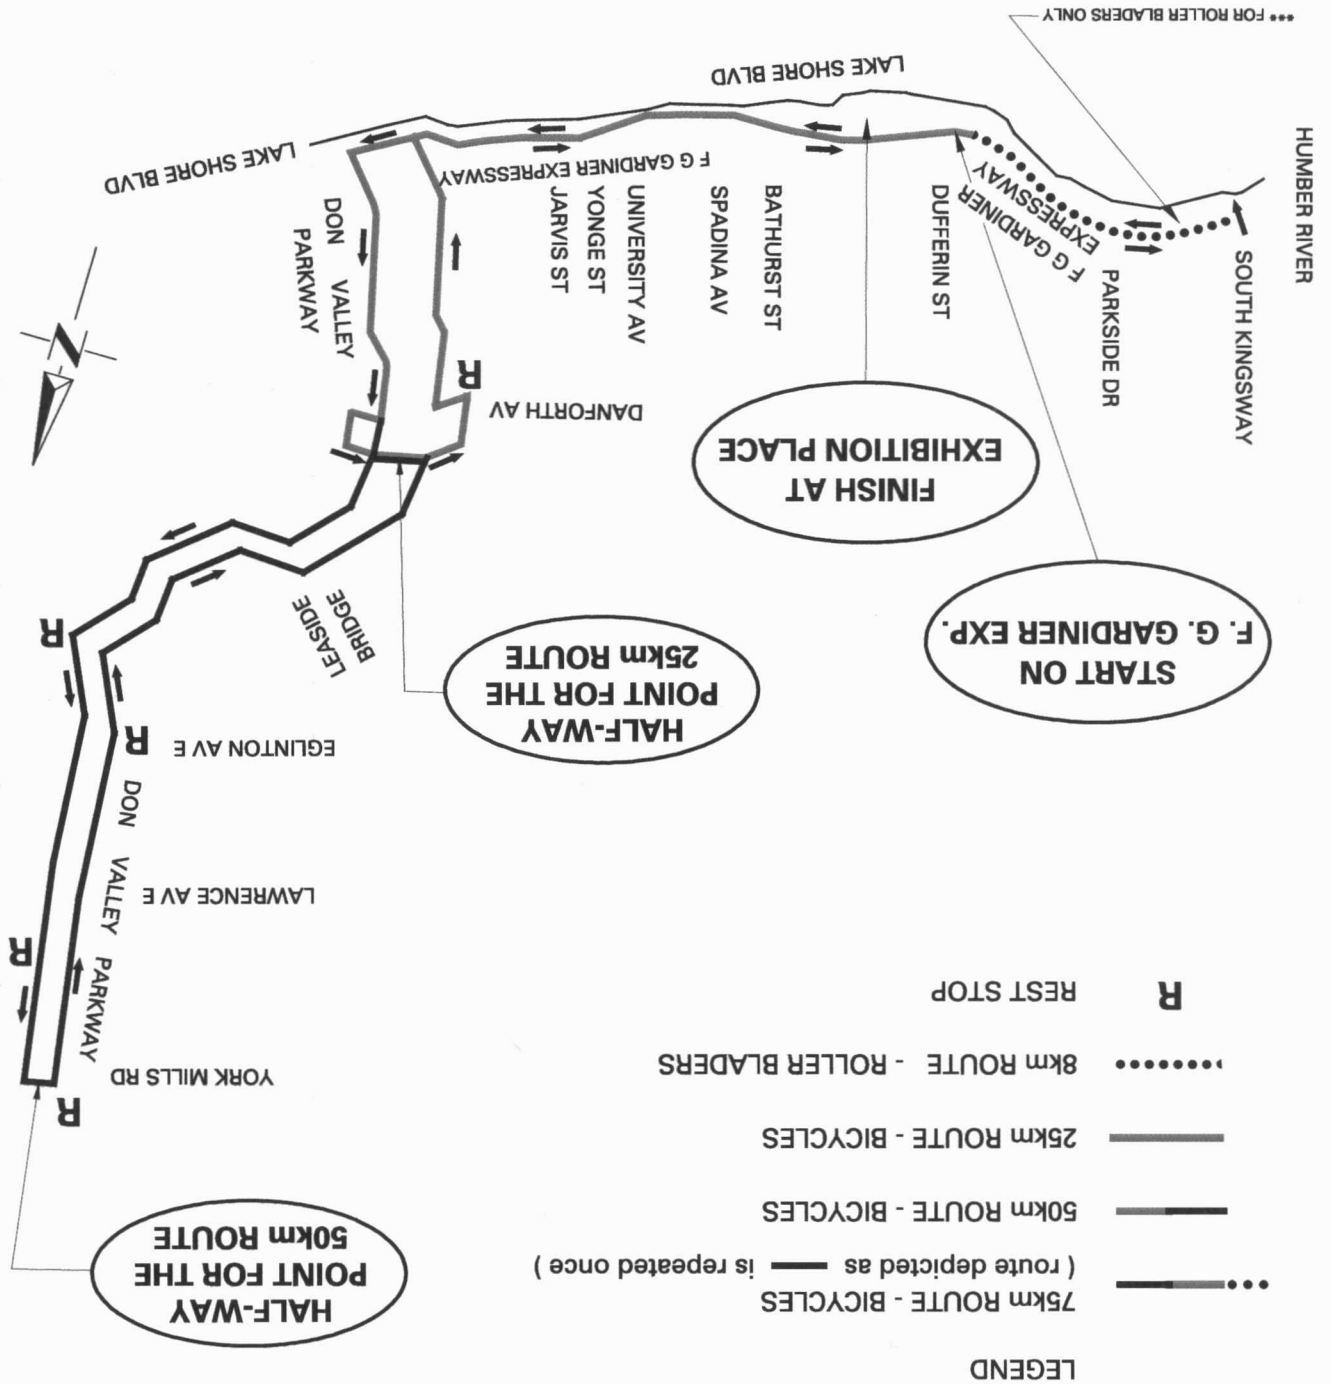 LEGEND
75km ROUTE - BICYCLES
( route depicted as is repeated once )
50km ROUTE - BICYCLES
25km ROUTE - BICYCLES
8km ROUTE - ROLLER BLADERS
R REST STOP
HALF-WAY
POINT FOR THE
50km ROUTE
R
YORK MILLS RD
R
LAWRENCE AV E
DON VALLEY PARKWAY
R
EGLINTON AV E
R
LEASIDE
BRIDGE
HALF-WAY
POINT FOR THE
25km ROUTE
START ON
F. G. GARDINER EXP.
FINISH AT
EXHIBITION PLACE
DANFORTH AV
R
N
DON VALLEY
PARKWAY
HUMBER RIVER
SOUTH KINGSWAY
PARKSIDE DR
F G GARDINER
EXPRESSWAY
DUFFERIN ST
BATHURST ST
SPADINA AV
UNIVERSITY AV
YONGE ST
JARVIS ST
F G GARDINER EXPRESSWAY
LAKE SHORE BLVD
LAKE SHORE BLVD
*** FOR ROLLER BLADERS ONLY